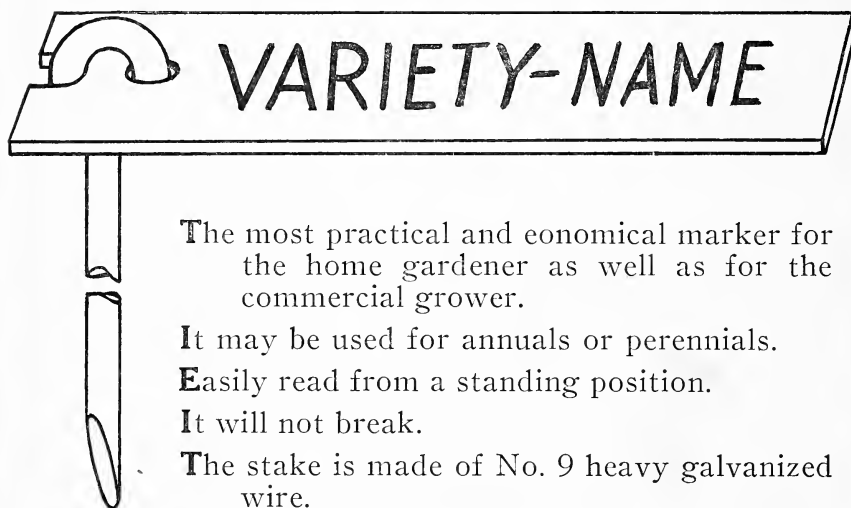 VARIETY-NAME
The most practical and eonomical marker for
the home gardener as well as for the
commercial grower.
It may be used for annuals or perennials.
Easily read from a standing position.
It will not break.
The stake is made of No. 9 heavy galvanized
wire.